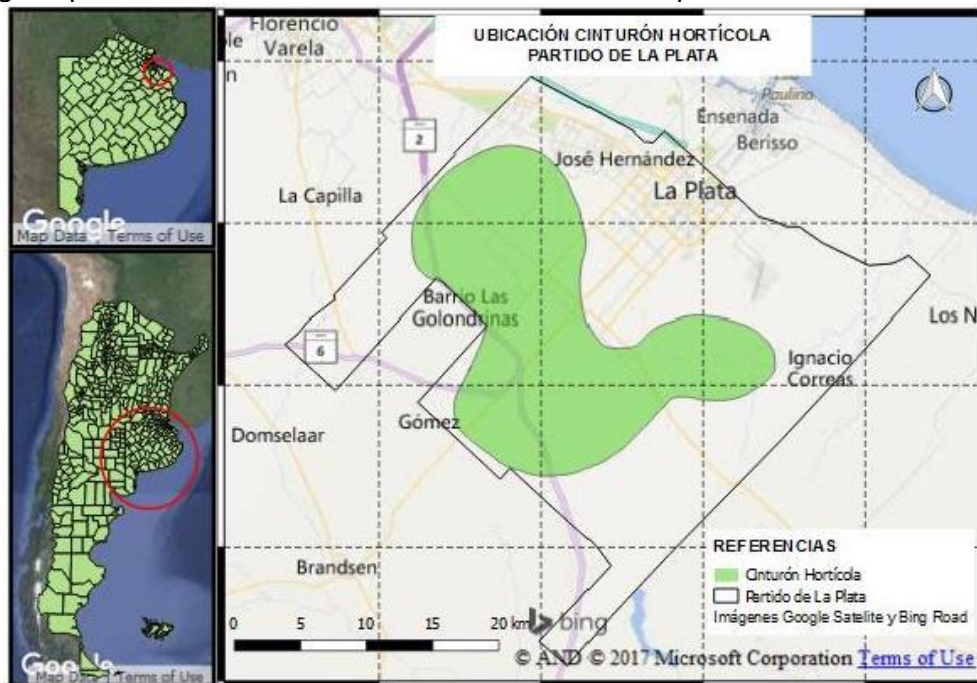 UBICACIÓN CINTURÓN HORTÍCOLA
PARTIDO DE LA PLATA
Florencio
Varela
2
La Capilla
José Hernández
La Plata
Paulino
Ensenada
Berisso
Barrio Las
Golondrinas
6
Gómez
Domselaar
Brandsen
Ignacio
Correas
Los N
REFERENCIAS
Cinturón Hortícola
Partido de La Plata
Imágenes Google Satelite y Bing Road
0 5 10 15 20 km
bing
© AND © 2017 Microsoft Corporation Terms of Use
Google
Map Data Terms of Use
Google
Map Data Terms of Use